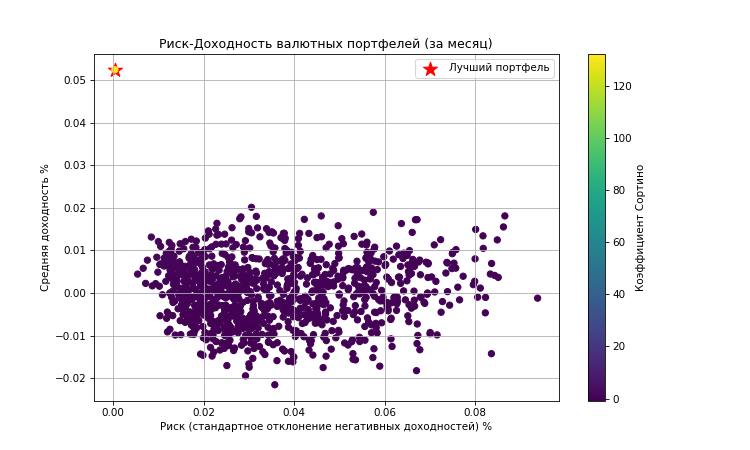 Риск-Доходность валютных портфелей (за месяц)
Лучший портфель
Средняя доходность %
0.05
0.04
0.03
0.02
0.01
0.00
−0.01
−0.02
0.00 0.02 0.04 0.06 0.08
Риск (стандартное отклонение негативных доходностей) %
120
100
80
60
40
20
0
Коэффициент Сортино